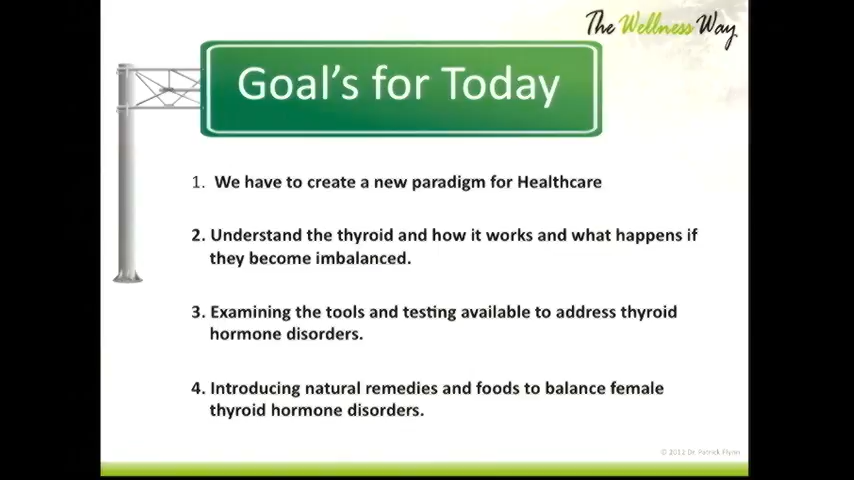 The Wellness Way
Goal's for Today
1. We have to create a new paradigm for Healthcare
2. Understand the thyroid and how it works and what happens if
they become imbalanced.
3. Examining the tools and testing available to address thyroid
hormone disorders.
4. Introducing natural remedies and foods to balance female
thyroid hormone disorders.
© 2012 Dr. Patrick Flynn